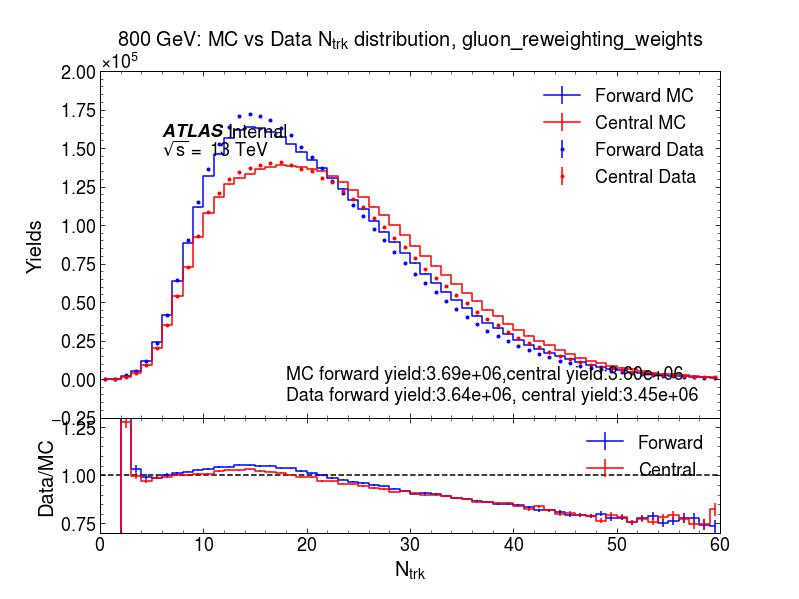 800 GeV: MC vs Data Ntrk distribution, gluon_reweighting_weights
×10⁵
2.00
1.75
1.50
1.25
1.00
0.75
0.50
0.25
0.00
−0.25
Yields
ATLAS Internal
√s = 13 TeV
Forward MC
Central MC
Forward Data
Central Data
MC forward yield:3.69e+06,central yield:3.60e+06
Data forward yield:3.64e+06, central yield:3.45e+06
1.25
1.00
0.75
Data/MC
Forward
Central
0 10 20 30 40 50 60
Ntrk